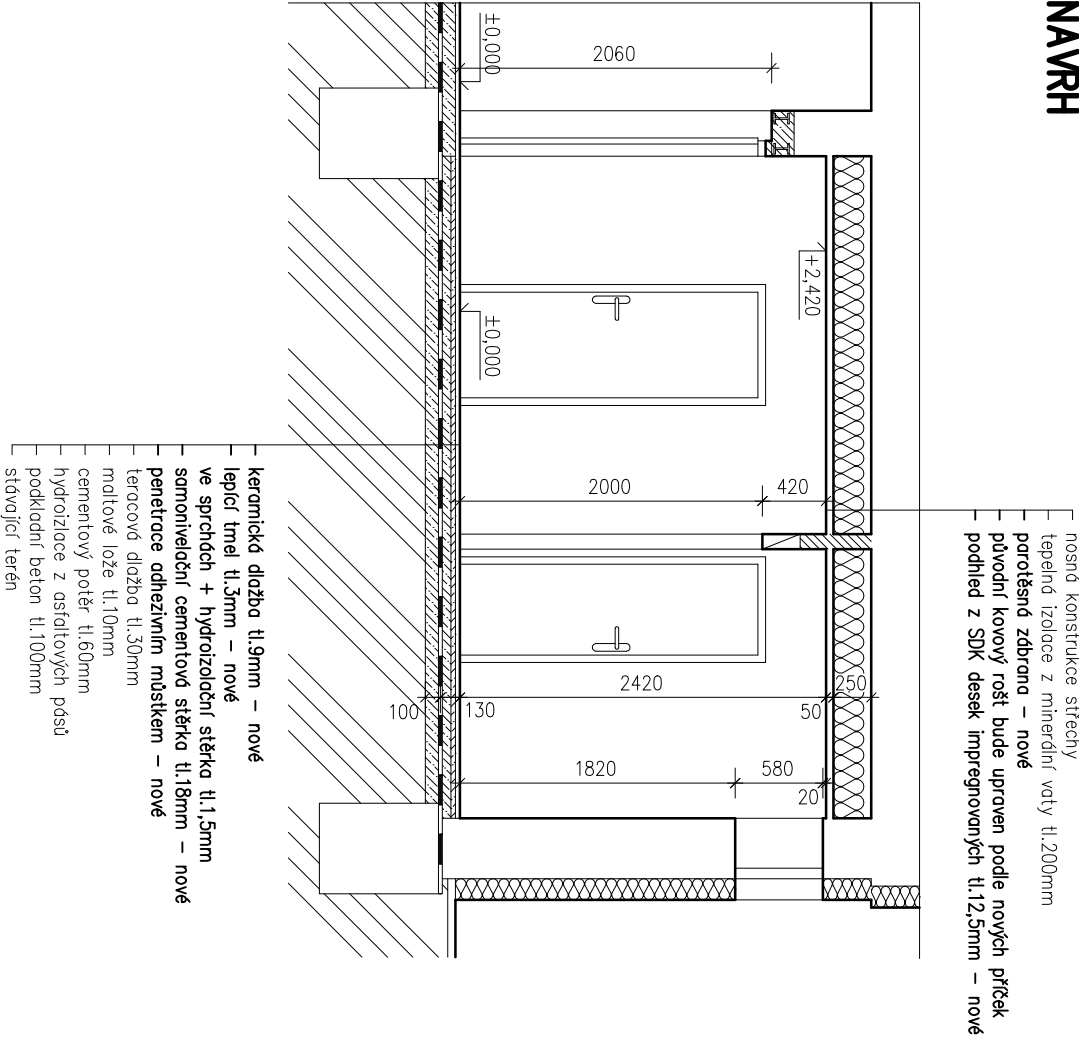 NÁVRH
nosná konstrukce střechy
tepelná izolace z minerální vaty tl.200mm
parotěsná zábrana – nové
původní kovový rošt bude upraven podle nových příček
podhled z SDK desek impregnovaných tl.12,5mm – nové
+2,420
±0,000
±0,000
2060
2000
420
2420
250
50
130
100
1820
580
20
keramická dlažba tl.9mm – nové
lepící tmel tl.3mm – nové
ve sprchách + hydroizolační stěrka tl.1,5mm
samonivelační cementová stěrka tl.18mm – nové
penetrace adhezivním můstkem – nové
teracová dlažba tl.30mm
maltové lože tl.10mm
cementový potěr tl.60mm
hydroizlace z asfaltových pásů
podkladní beton tl.100mm
stávající terén